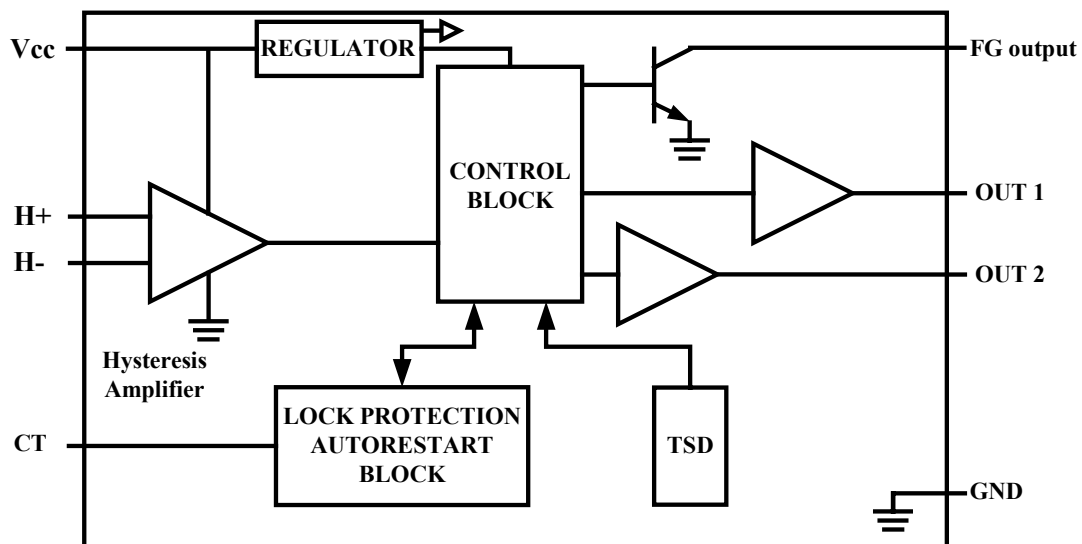 Vcc
REGULATOR
FG output
CONTROL
BLOCK
H+
H-
OUT 1
OUT 2
Hysteresis
Amplifier
LOCK PROTECTION
AUTORESTART
BLOCK
CT
TSD
GND